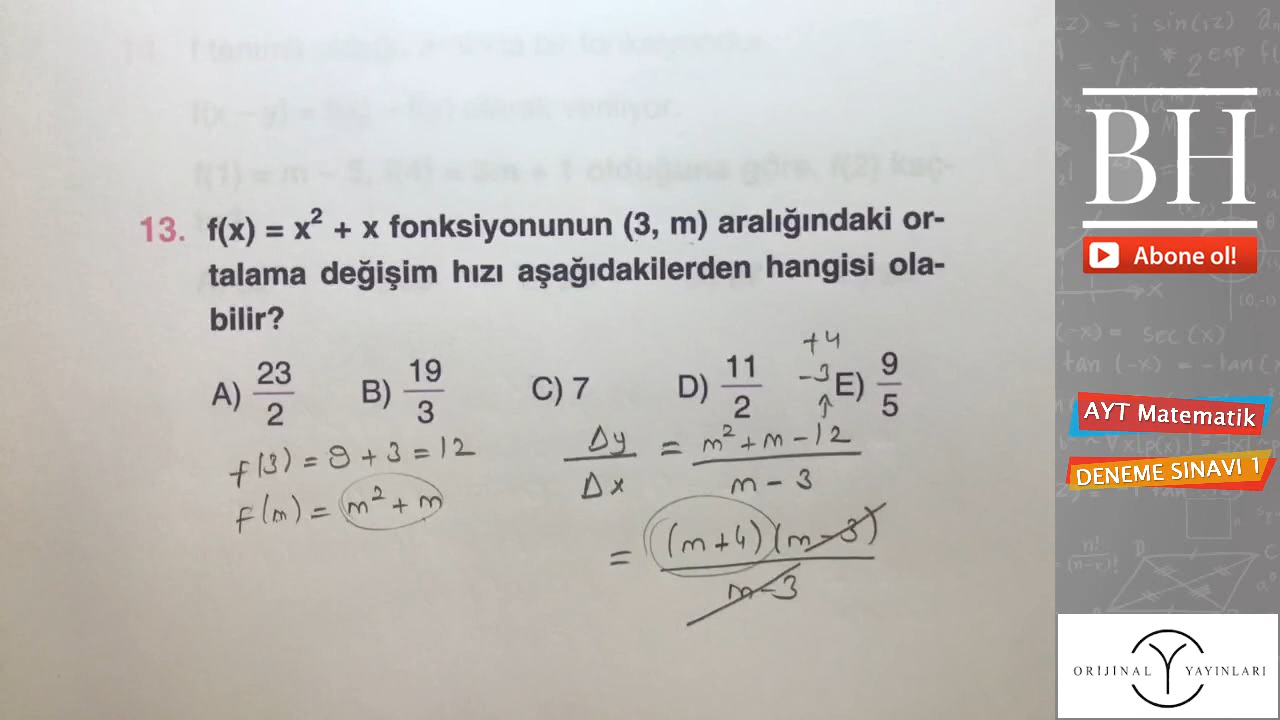 13. f(x) = x² + x fonksiyonunun (3, m) aralığındaki or-
talama değişim hızı aşağıdakilerden hangisi ola-
bilir?
A) 23/2 B) 19/3 C) 7 D) 11/2 E) 9/5
+4
-3
↑
f(3) = 9 + 3 = 12
f(m) = m² + m
Δy/Δx = m² + m - 12 / m - 3
= (m+4)(m-3) / m-3
BH
Abone ol!
AYT Matematik
DENEME SINAVI 1
ORIJINAL YAYINLARI